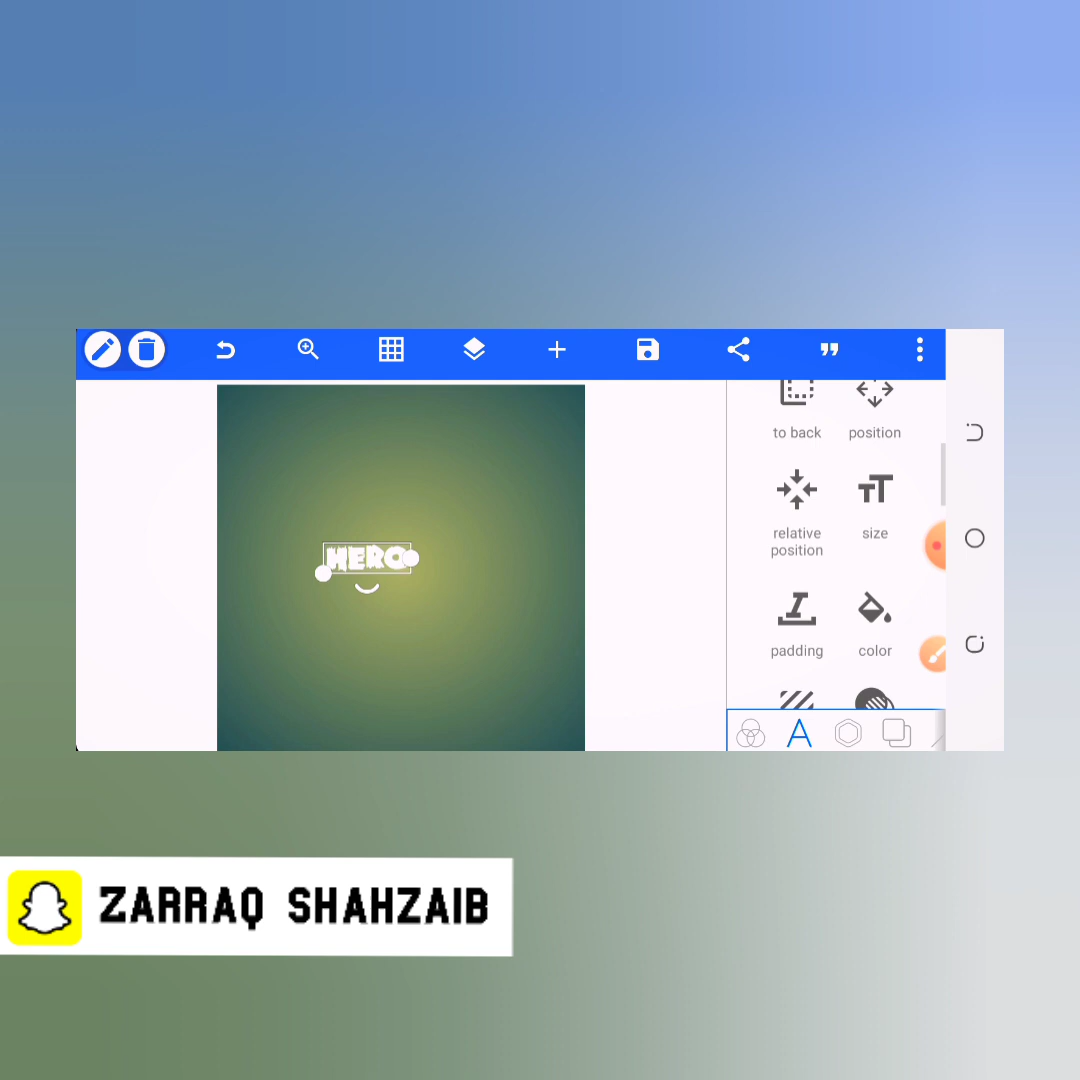 to back
position
HERO
relative
position
size
padding
color
ZARRAQ SHAHZAIB